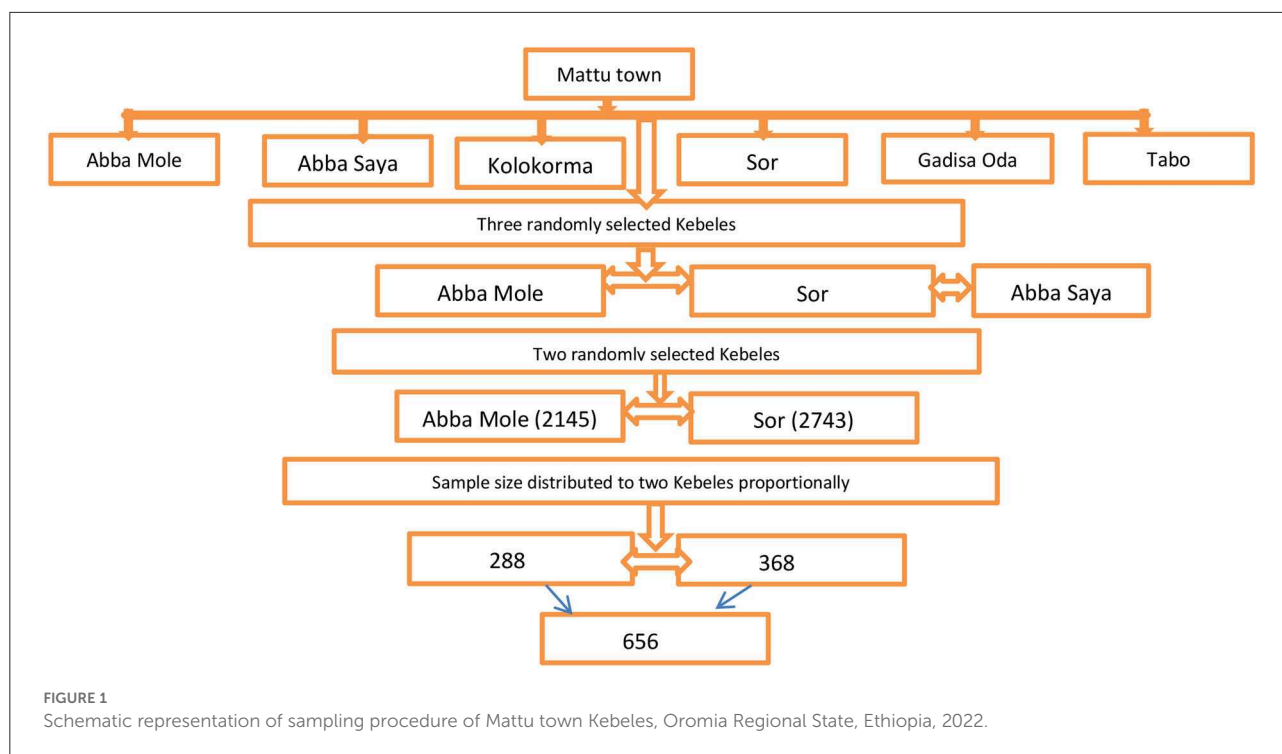 Mattu town
Abba Mole
Abba Saya
Kolokorma
Sor
Gadisa Oda
Tabo
Three randomly selected Kebeles
Abba Mole
Sor
Abba Saya
Two randomly selected Kebeles
Abba Mole (2145)
Sor (2743)
Sample size distributed to two Kebeles proportionally
288
368
656
FIGURE 1
Schematic representation of sampling procedure of Mattu town Kebeles, Oromia Regional State, Ethiopia, 2022.